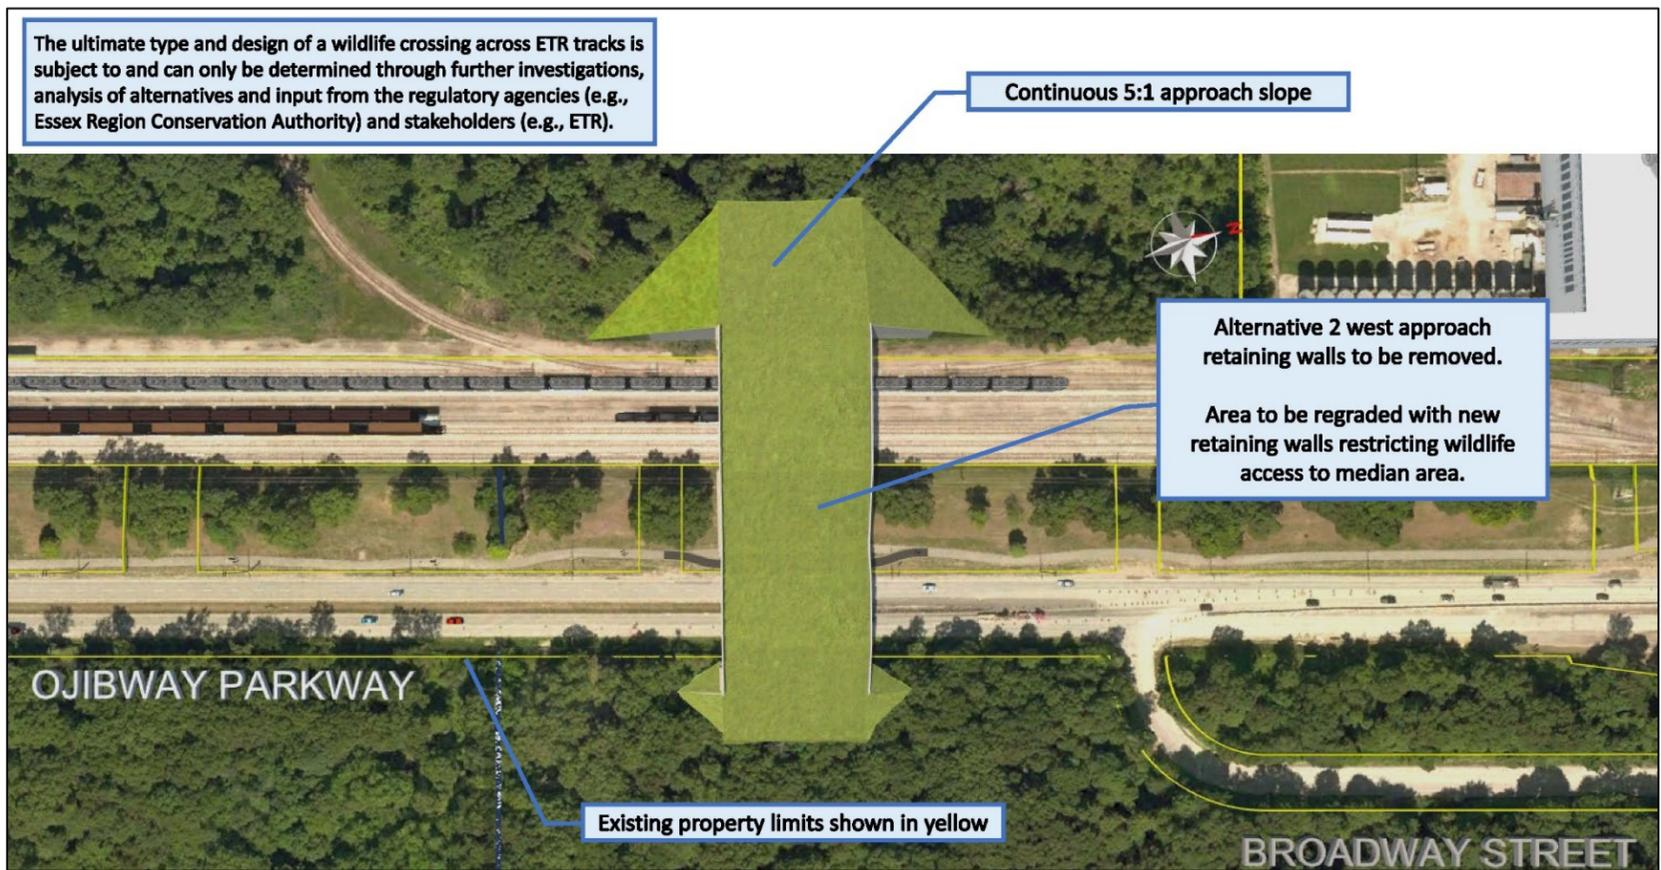 The ultimate type and design of a wildlife crossing across ETR tracks is
subject to and can only be determined through further investigations,
analysis of alternatives and input from the regulatory agencies (e.g.,
Essex Region Conservation Authority) and stakeholders (e.g., ETR).
Continuous 5:1 approach slope
N
Alternative 2 west approach
retaining walls to be removed.
Area to be regraded with new
retaining walls restricting wildlife
access to median area.
OJIBWAY PARKWAY
Existing property limits shown in yellow
BROADWAY STREET